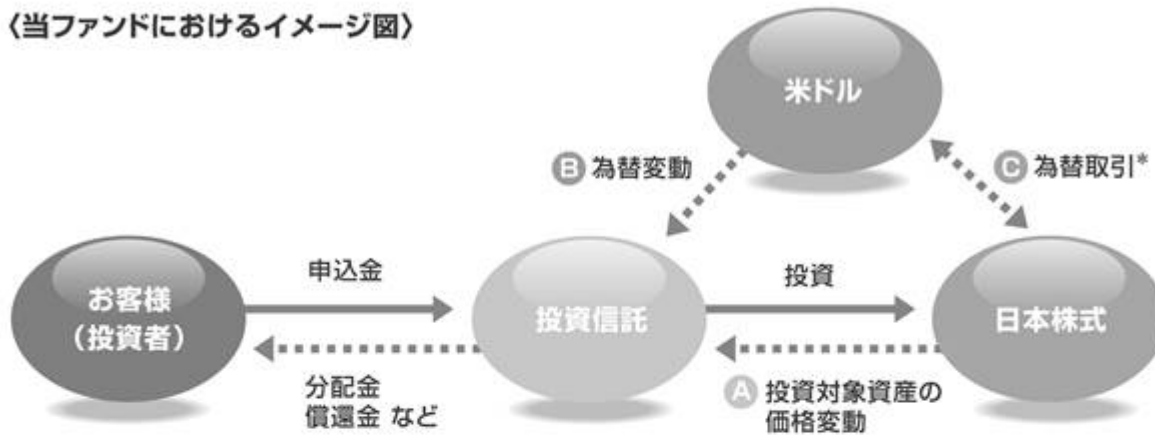 〈当ファンドにおけるイメージ図〉
米ドル
B 為替変動
C 為替取引*
申込金
投資
お客様
(投資者)
投資信託
日本株式
分配金
償還金 など
A 投資対象資産の
価格変動